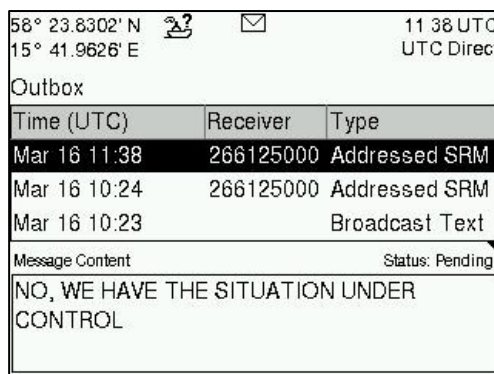 58° 23.8302' N 11 38 UTC
15° 41.9626' E UTC Direct
Outbox
Time (UTC) Receiver Type
Mar 16 11:38 266125000 Addressed SRM
Mar 16 10:24 266125000 Addressed SRM
Mar 16 10:23 Broadcast Text
Message Content Status: Pending
NO, WE HAVE THE SITUATION UNDER
CONTROL